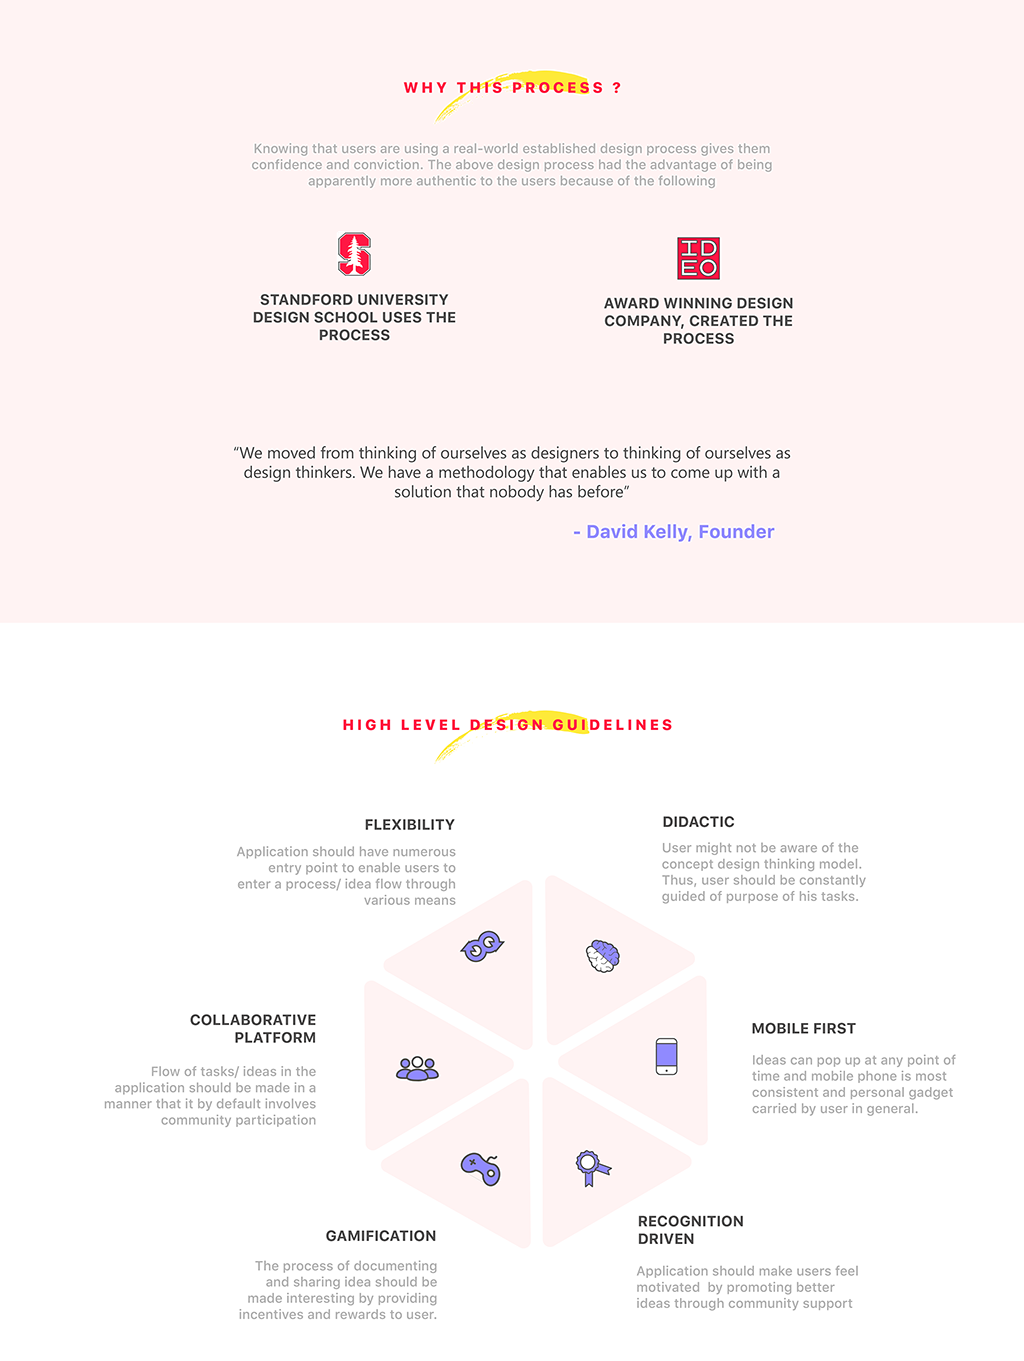 WHY THIS PROCESS ?
Knowing that users are using a real-world established design process gives them
confidence and conviction. The above design process had the advantage of being
apparently more authentic to the users because of the following
S
STANDFORD UNIVERSITY
DESIGN SCHOOL USES THE
PROCESS
ID
EO
AWARD WINNING DESIGN
COMPANY, CREATED THE
PROCESS
“We moved from thinking of ourselves as designers to thinking of ourselves as
design thinkers. We have a methodology that enables us to come up with a
solution that nobody has before”
- David Kelly, Founder
HIGH LEVEL DESIGN GUIDELINES
FLEXIBILITY
Application should have numerous
entry point to enable users to
enter a process/ idea flow through
various means
DIDACTIC
User might not be aware of the
concept design thinking model.
Thus, user should be constantly
guided of purpose of his tasks.
COLLABORATIVE
PLATFORM
Flow of tasks/ ideas in the
application should be made in a
manner that it by default involves
community participation
MOBILE FIRST
Ideas can pop up at any point of
time and mobile phone is most
consistent and personal gadget
carried by user in general.
GAMIFICATION
The process of documenting
and sharing idea should be
made interesting by providing
incentives and rewards to user.
RECOGNITION
DRIVEN
Application should make users feel
motivated  by promoting better
ideas through community support